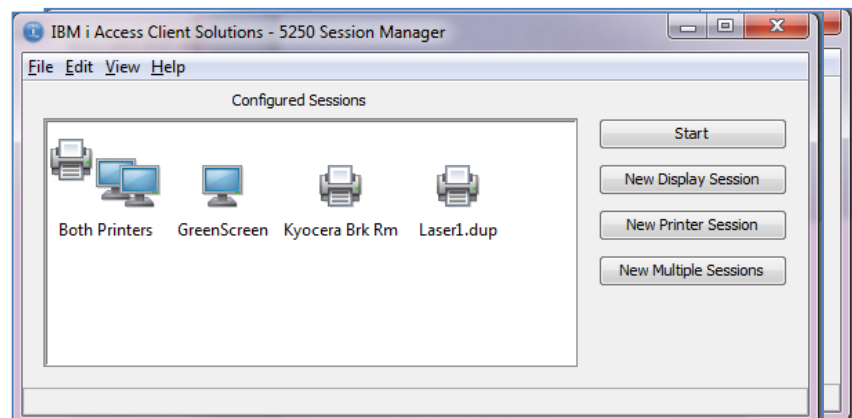 IBM i Access Client Solutions - 5250 Session Manager
File Edit View Help
Configured Sessions
Both Printers GreenScreen Kyocera Brk Rm Laser1.dup
Start
New Display Session
New Printer Session
New Multiple Sessions